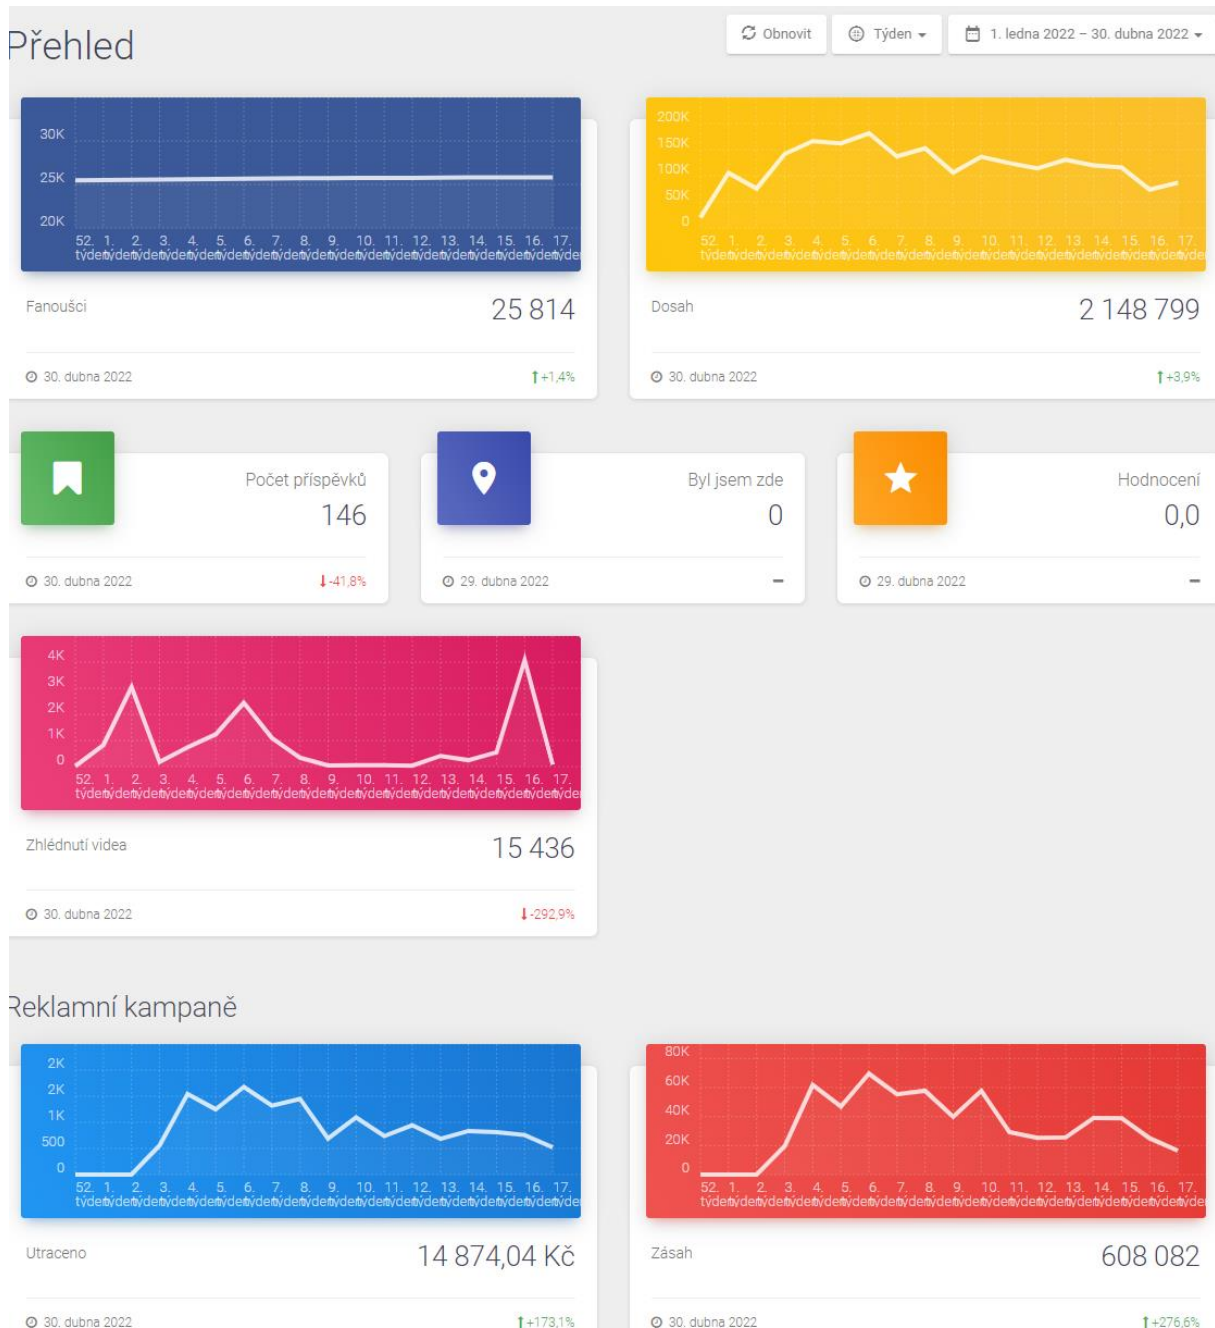 Přehled
Obnovit
Týden
1. ledna 2022 – 30. dubna 2022
30K
25K
20K
52. 1. 2. 3. 4. 5. 6. 7. 8. 9. 10. 11. 12. 13. 14. 15. 16. 17.
Fanoušci
25 814
30. dubna 2022
+1,4%
200K
150K
100K
50K
0
52. 1. 2. 3. 4. 5. 6. 7. 8. 9. 10. 11. 12. 13. 14. 15. 16. 17.
Dosah
2 148 799
30. dubna 2022
+3,9%
Počet příspěvků
146
30. dubna 2022
-41,8%
Byl jsem zde
0
29. dubna 2022
–
Hodnocení
0,0
29. dubna 2022
–
4K
3K
2K
1K
0
52. 1. 2. 3. 4. 5. 6. 7. 8. 9. 10. 11. 12. 13. 14. 15. 16. 17.
Zhlédnutí videa
15 436
30. dubna 2022
-292,9%
Reklamní kampaně
2K
2K
1K
500
0
52. 1. 2. 3. 4. 5. 6. 7. 8. 9. 10. 11. 12. 13. 14. 15. 16. 17.
Utraceno
14 874,04 Kč
30. dubna 2022
+173,1%
80K
60K
40K
20K
0
52. 1. 2. 3. 4. 5. 6. 7. 8. 9. 10. 11. 12. 13. 14. 15. 16. 17.
Zásah
608 082
30. dubna 2022
+276,6%